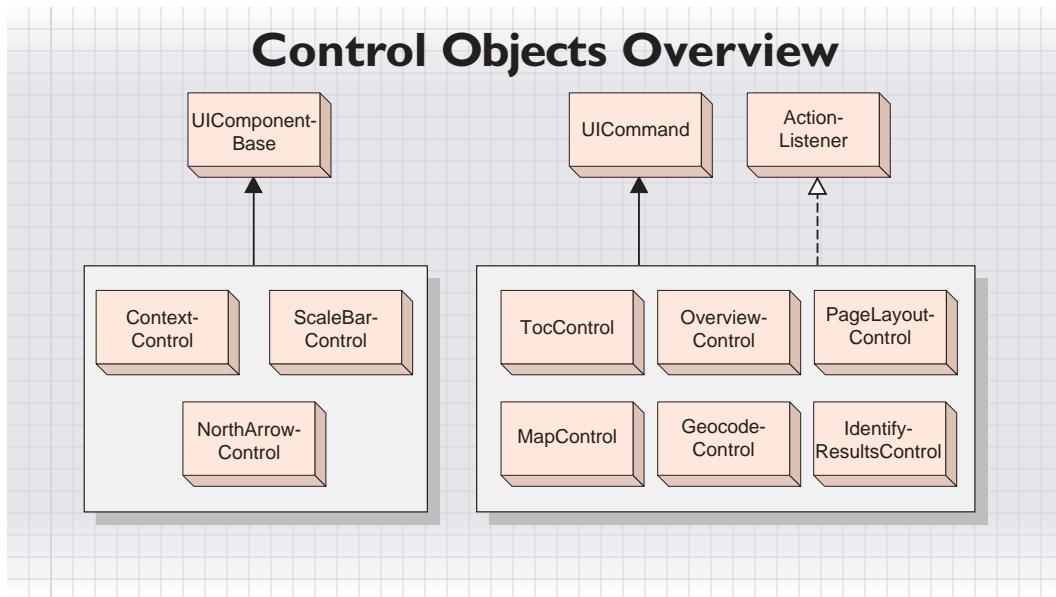 Control Objects Overview
UIComponent-
Base
UICommand
Action-
Listener
Context-
Control
ScaleBar-
Control
NorthArrow-
Control
TocControl
Overview-
Control
PageLayout-
Control
MapControl
Geocode-
Control
Identify-
ResultsControl